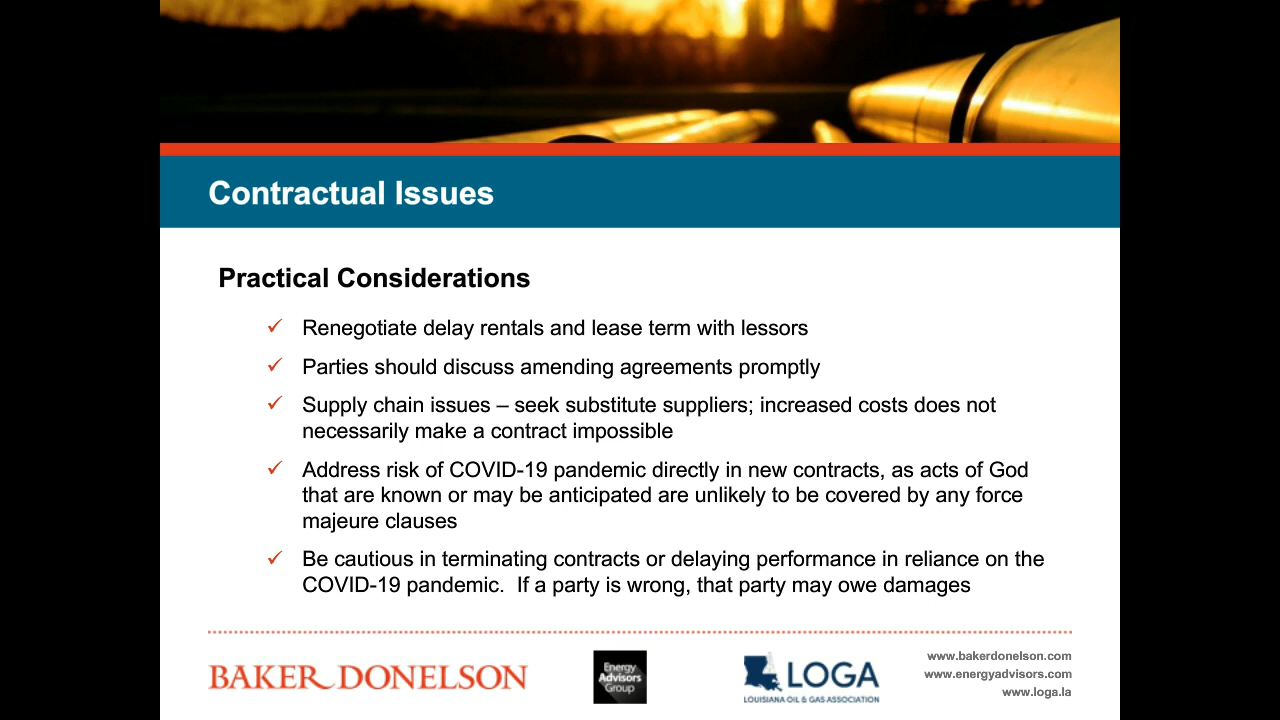 Contractual Issues
Practical Considerations
✓ Renegotiate delay rentals and lease term with lessors
✓ Parties should discuss amending agreements promptly
✓ Supply chain issues – seek substitute suppliers; increased costs does not
necessarily make a contract impossible
✓ Address risk of COVID-19 pandemic directly in new contracts, as acts of God
that are known or may be anticipated are unlikely to be covered by any force
majeure clauses
✓ Be cautious in terminating contracts or delaying performance in reliance on the
COVID-19 pandemic.  If a party is wrong, that party may owe damages
BAKER DONELSON
Energy
Advisors
Group
LOGA
LOUISIANA OIL & GAS ASSOCIATION
www.bakerdonelson.com
www.energyadvisors.com
www.loga.la